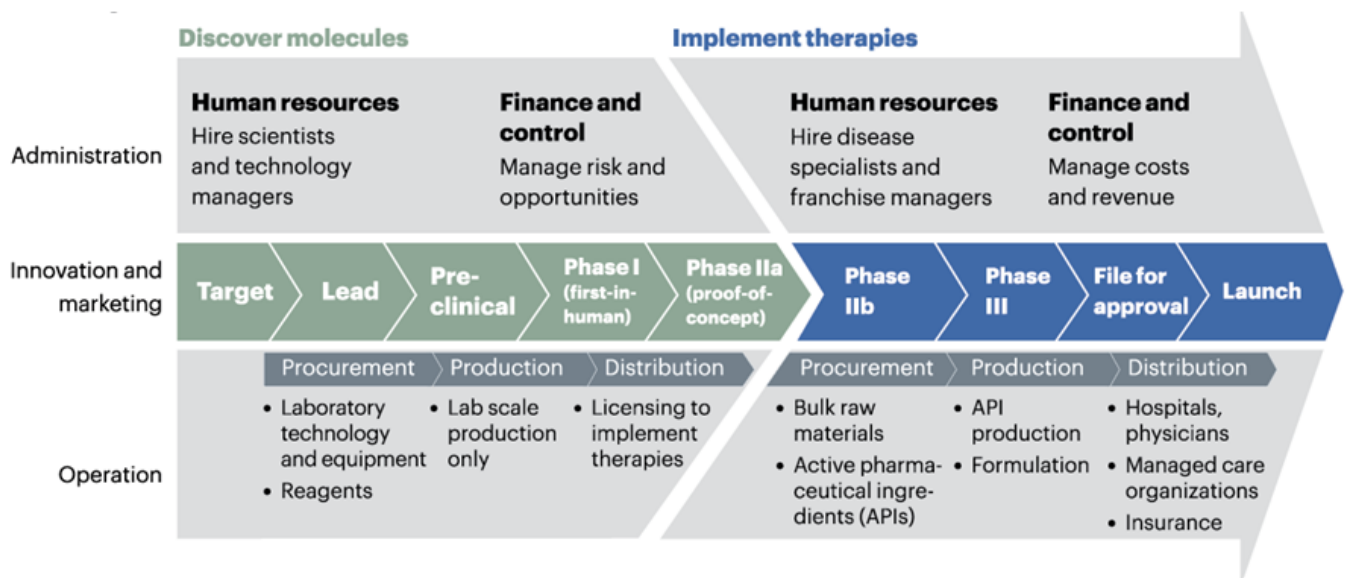 Discover molecules
Implement therapies
Administration
Human resources
Hire scientists
and technology
managers
Finance and
control
Manage risk and
opportunities
Human resources
Hire disease
specialists and
franchise managers
Finance and
control
Manage costs
and revenue
Innovation and
marketing
Target
Lead
Pre-
clinical
Phase I
(first-in-
human)
Phase IIa
(proof-of-
concept)
Phase
IIb
Phase
III
File for
approval
Launch
Operation
Procurement
• Laboratory
technology
and equipment
• Reagents
Production
• Lab scale
production
only
Distribution
• Licensing to
implement
therapies
Procurement
• Bulk raw
materials
• Active pharma-
ceutical ingre-
dients (APIs)
Production
• API
production
• Formulation
Distribution
• Hospitals,
physicians
• Managed care
organizations
• Insurance